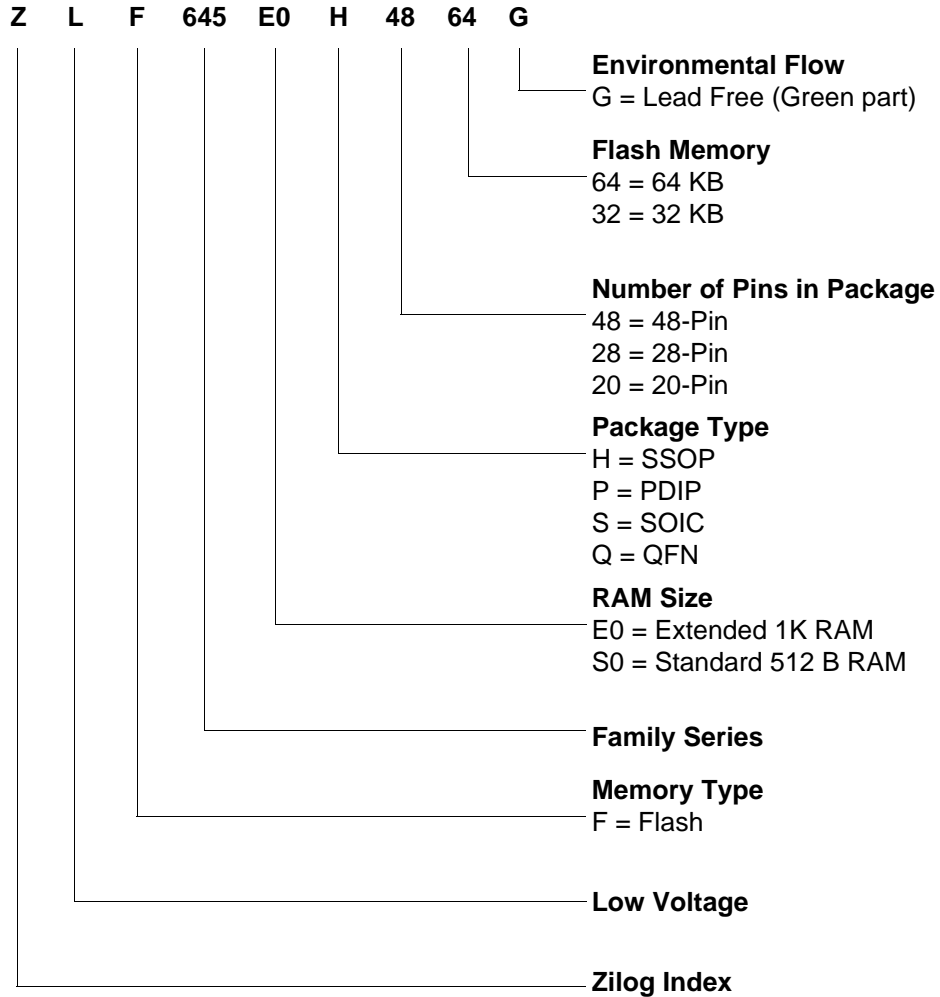 Z L F 645 E0 H 48 64 G
Environmental Flow
G = Lead Free (Green part)
Flash Memory
64 = 64 KB
32 = 32 KB
Number of Pins in Package
48 = 48-Pin
28 = 28-Pin
20 = 20-Pin
Package Type
H = SSOP
P = PDIP
S = SOIC
Q = QFN
RAM Size
E0 = Extended 1K RAM
S0 = Standard 512 B RAM
Family Series
Memory Type
F = Flash
Low Voltage
Zilog Index